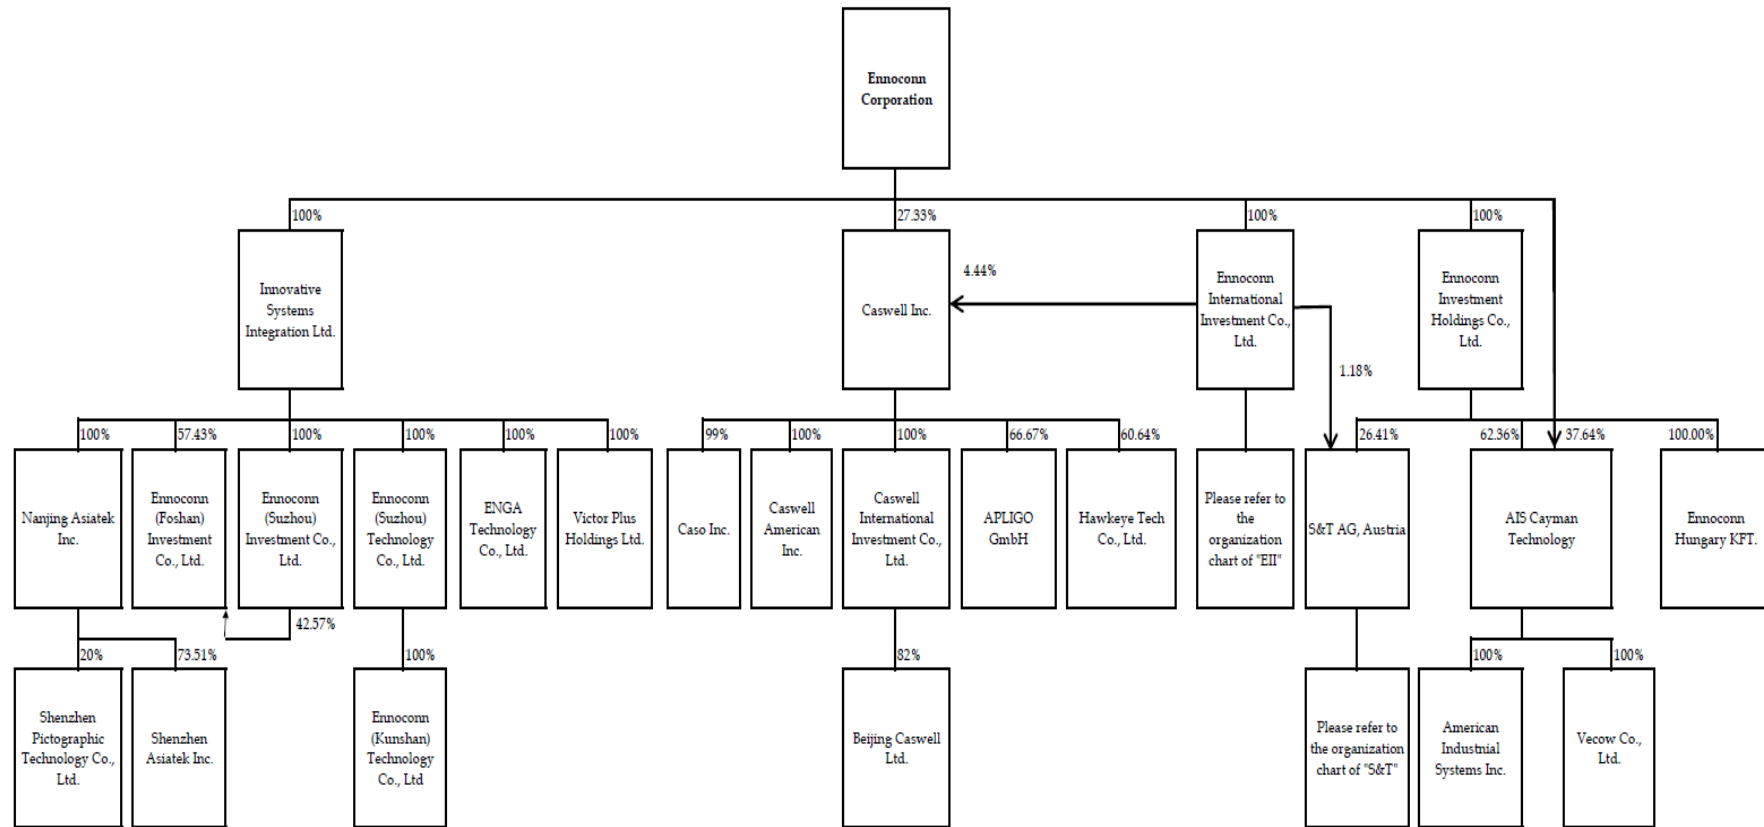 Ennoconn
Corporation
100%
27.33%
100%
100%
Innovative
Systems
Integration Ltd.
Caswell Inc.
4.44%
Ennoconn
International
Investment Co.,
Ltd.
Ennoconn
Investment
Holdings Co.,
Ltd.
1.18%
100%
57.43%
100%
100%
100%
100%
99%
100%
100%
66.67%
60.64%
26.41%
62.36%
37.64%
100.00%
Nanjing Asiatek
Inc.
Ennoconn
(Foshan)
Investment
Co., Ltd.
Ennoconn
(Suzhou)
Investment Co.,
Ltd.
Ennoconn
(Suzhou)
Technology
Co., Ltd.
ENGA
Technology
Co., Ltd.
Victor Plus
Holdings Ltd.
Caso Inc.
Caswell
American
Inc.
Caswell
International
Investment Co.,
Ltd.
APLIGO
GmbH
Hawkeye Tech
Co., Ltd.
Please refer to
the
organization
chart of "EII"
S&T AG, Austria
AIS Cayman
Technology
Ennoconn
Hungary KFT.
42.57%
20%
73.51%
100%
82%
100%
100%
Shenzhen
Pictographic
Technology Co.,
Ltd.
Shenzhen
Asiatek Inc.
Ennoconn
(Kunshan)
Technology
Co., Ltd
Beijing Caswell
Ltd.
Please refer to
the organization
chart of "S&T"
American
Industnial
Systems Inc.
Vecow Co.,
Ltd.